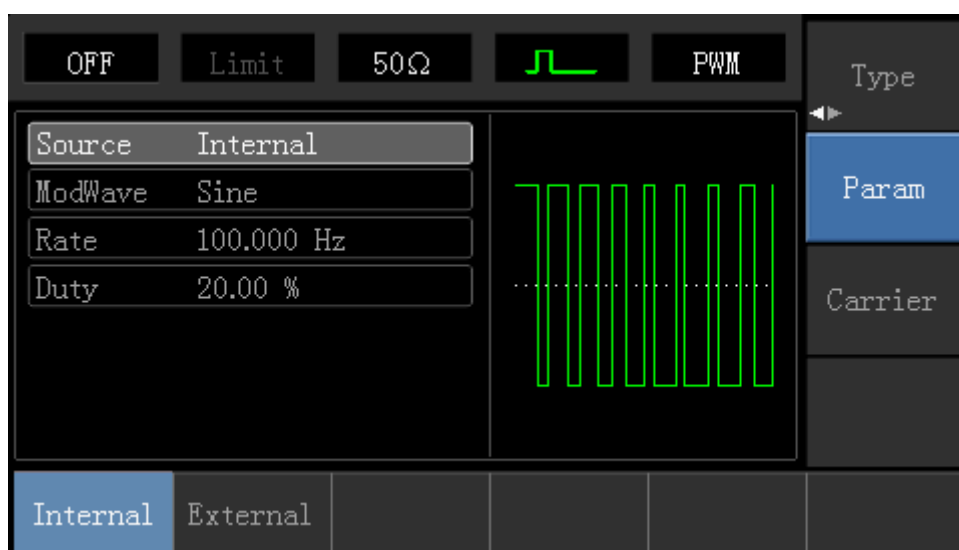 OFF Limit 50Ω PWM Type
Source Internal
ModWave Sine
Rate 100.000 Hz
Duty 20.00 %
Param
Carrier
Internal External